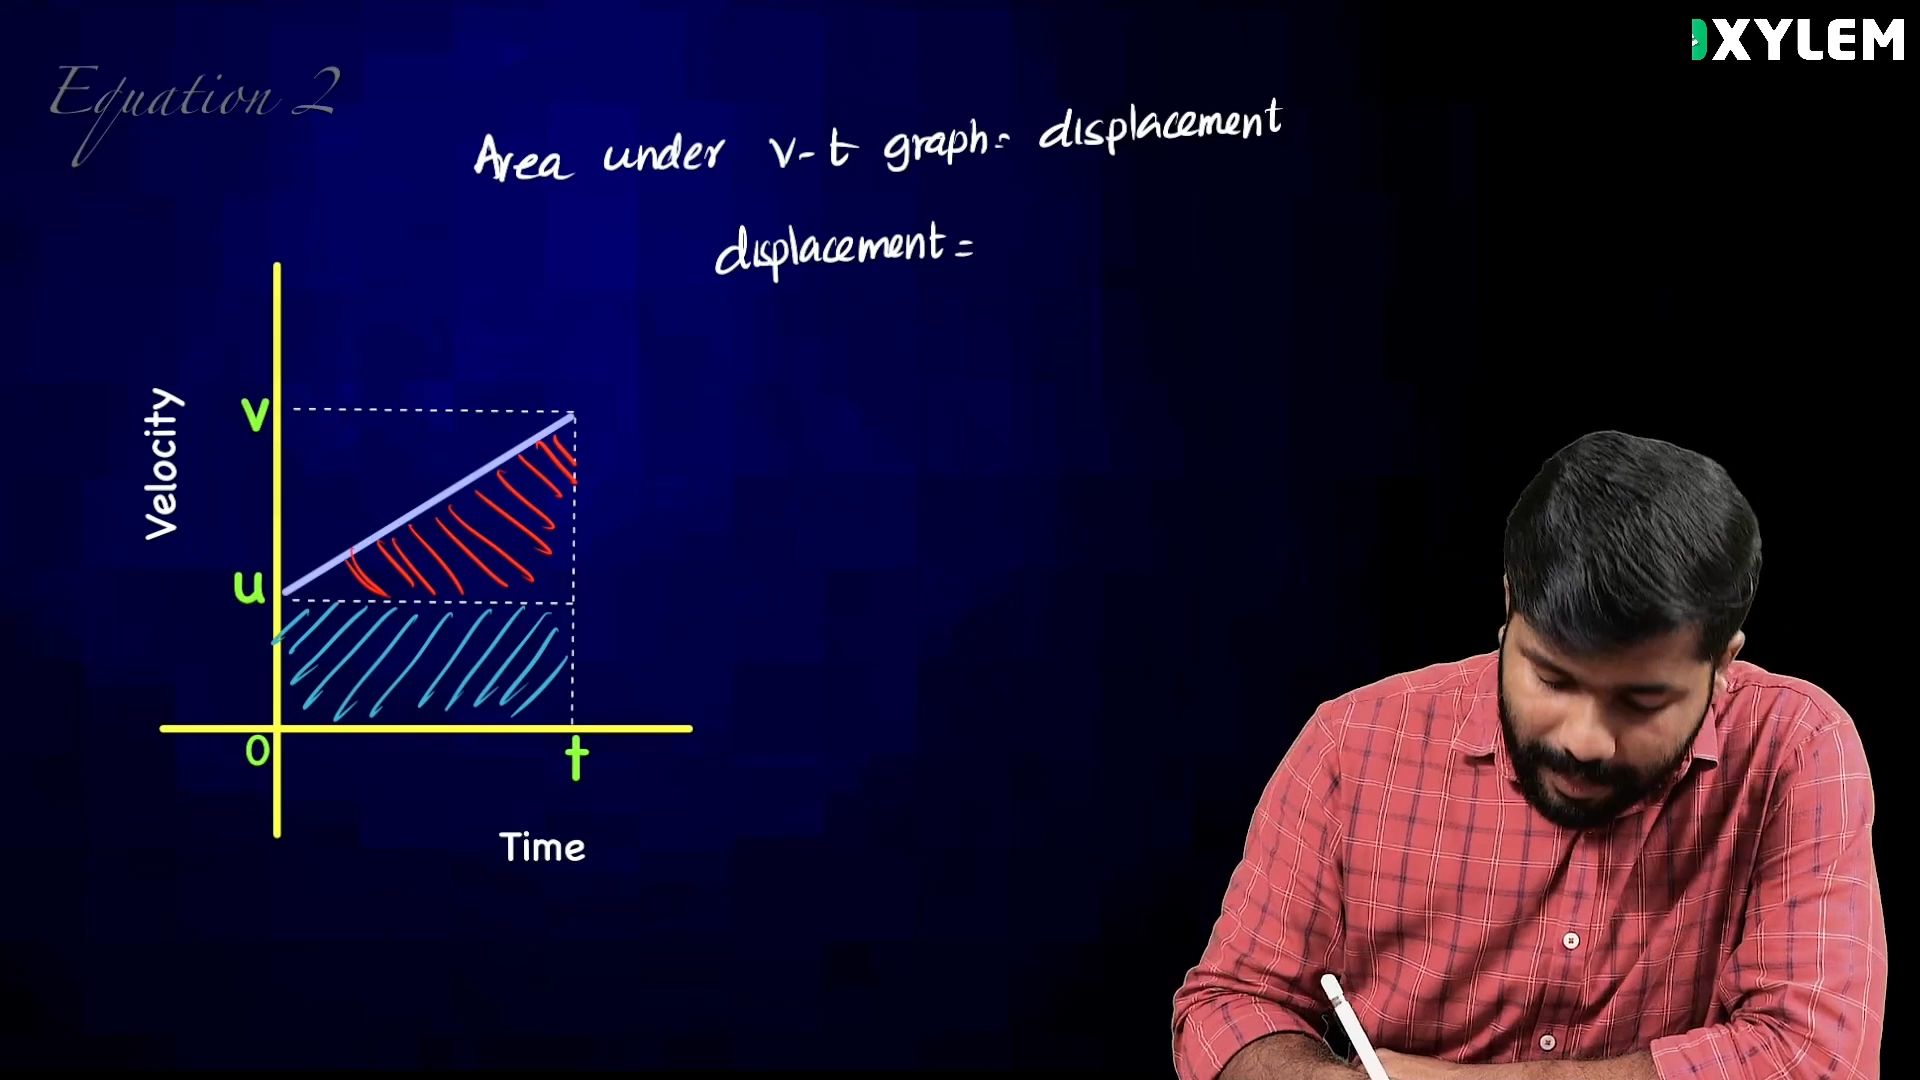 XYLEM
Equation 2
Area under v-t graph = displacement
displacement =
Velocity
v
u
0
t
Time